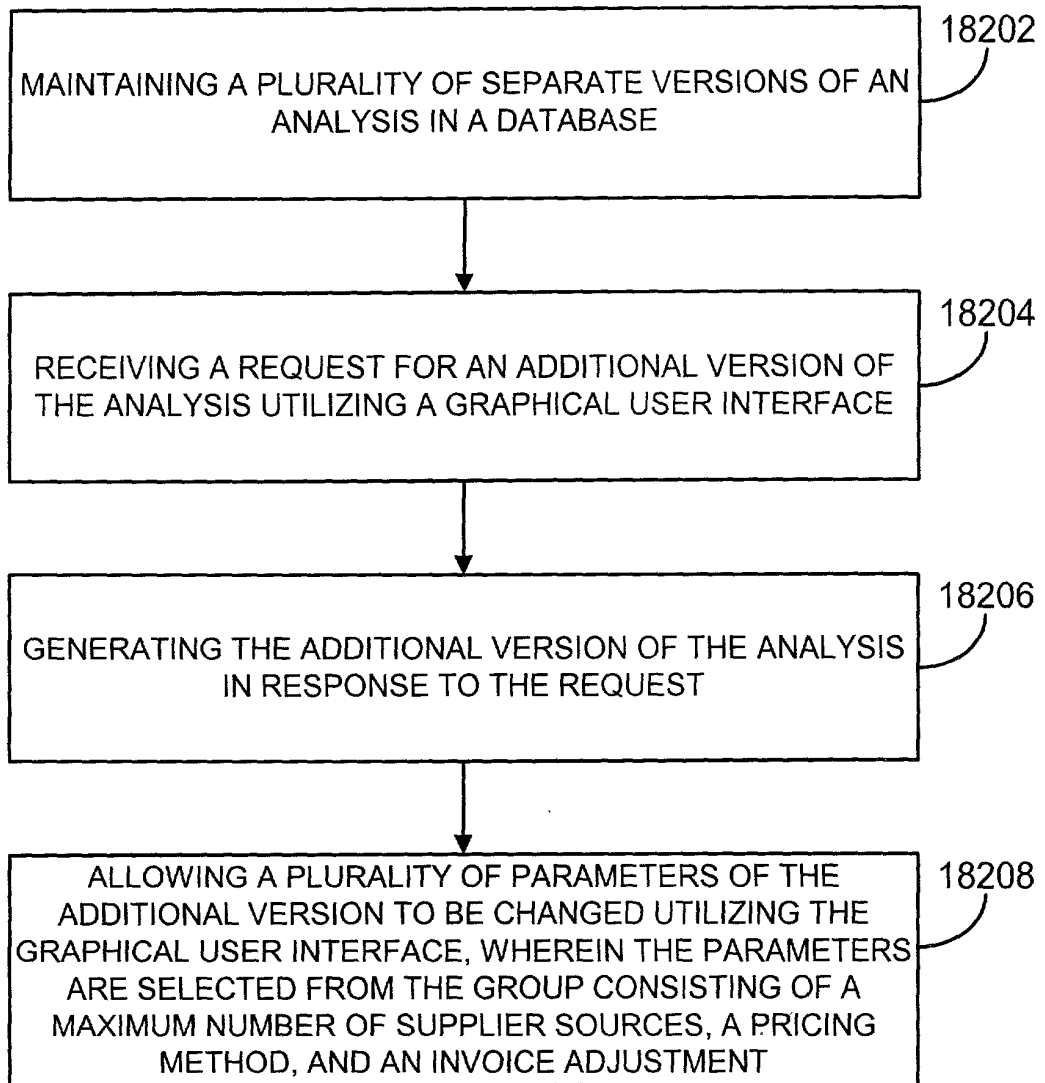 18202
MAINTAINING A PLURALITY OF SEPARATE VERSIONS OF AN
ANALYSIS IN A DATABASE
18204
RECEIVING A REQUEST FOR AN ADDITIONAL VERSION OF
THE ANALYSIS UTILIZING A GRAPHICAL USER INTERFACE
18206
GENERATING THE ADDITIONAL VERSION OF THE ANALYSIS
IN RESPONSE TO THE REQUEST
18208
ALLOWING A PLURALITY OF PARAMETERS OF THE
ADDITIONAL VERSION TO BE CHANGED UTILIZING THE
GRAPHICAL USER INTERFACE, WHEREIN THE PARAMETERS
ARE SELECTED FROM THE GROUP CONSISTING OF A
MAXIMUM NUMBER OF SUPPLIER SOURCES, A PRICING
METHOD, AND AN INVOICE ADJUSTMENT